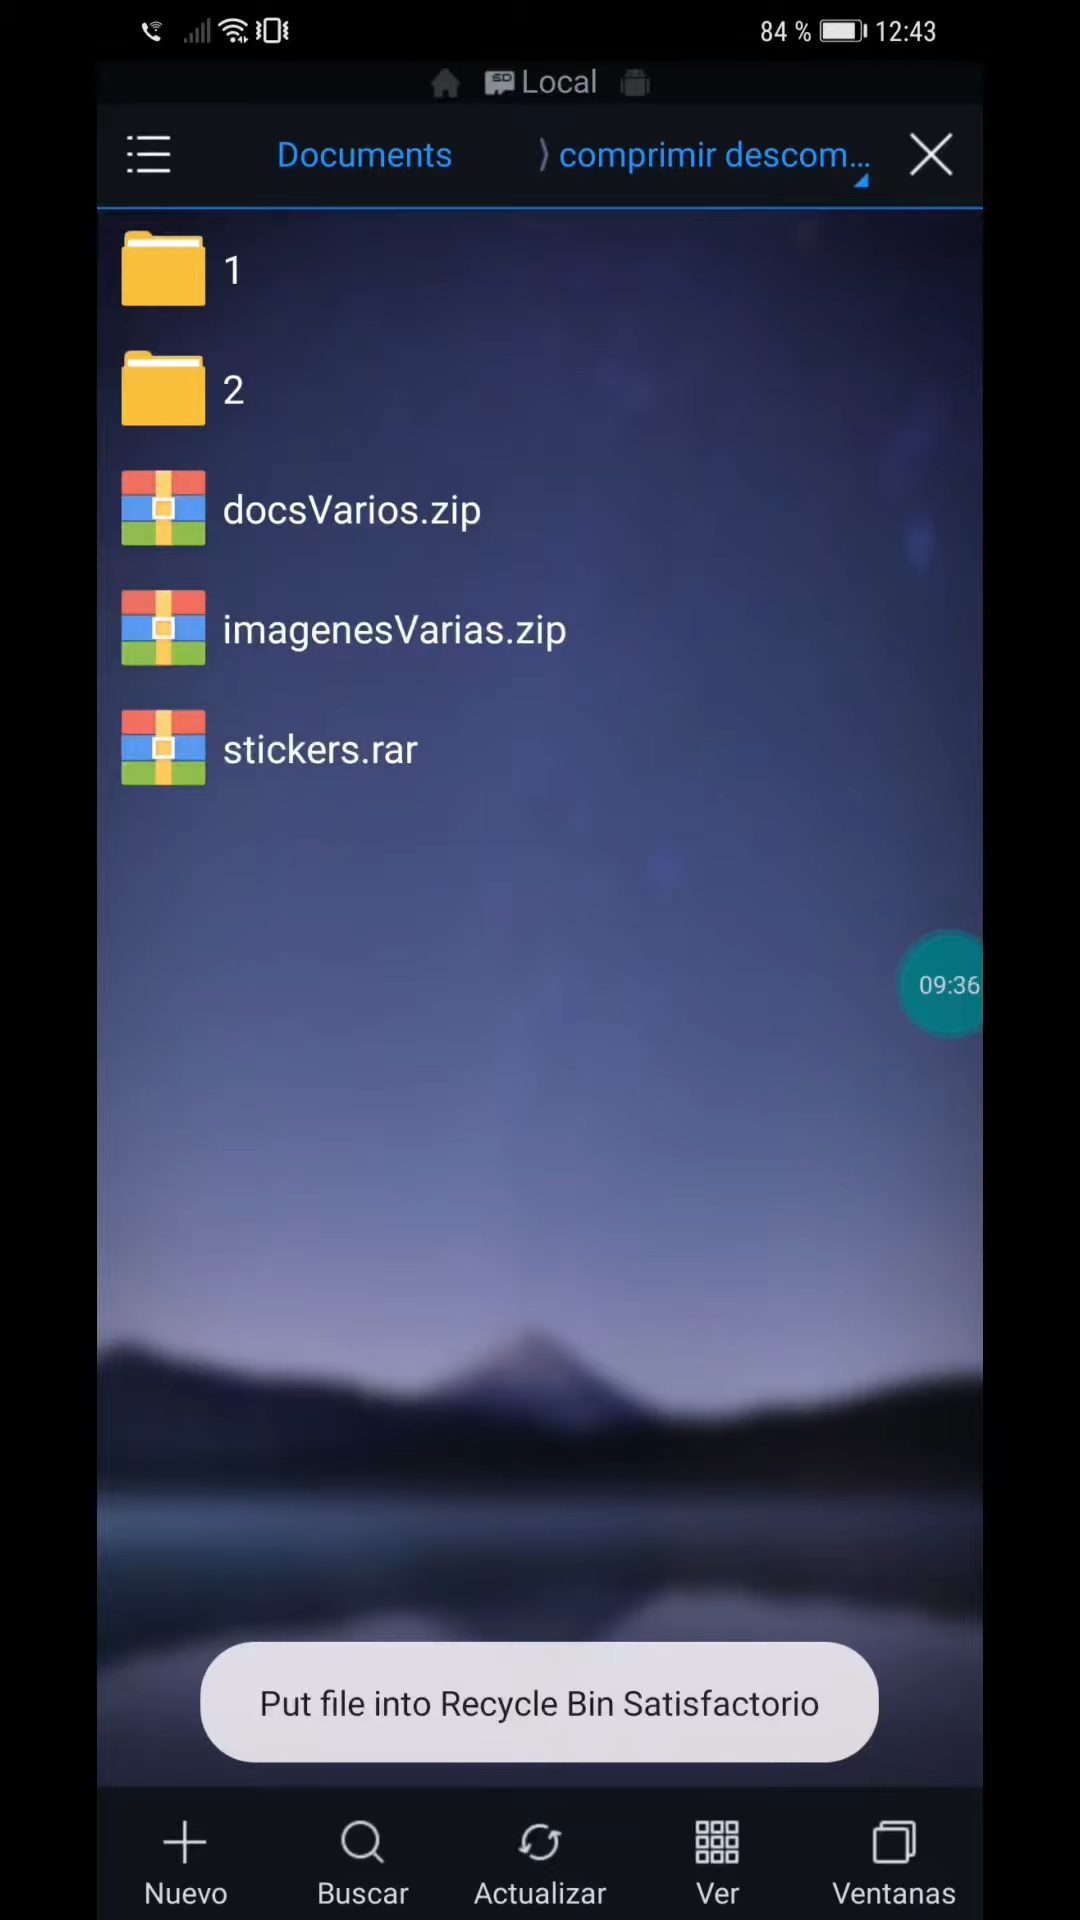 84 % 12:43
SD Local
Documents ⟩ comprimir descom...
1
2
docsVarios.zip
imagenesVarias.zip
stickers.rar
09:36
Put file into Recycle Bin Satisfactorio
Nuevo Buscar Actualizar Ver Ventanas